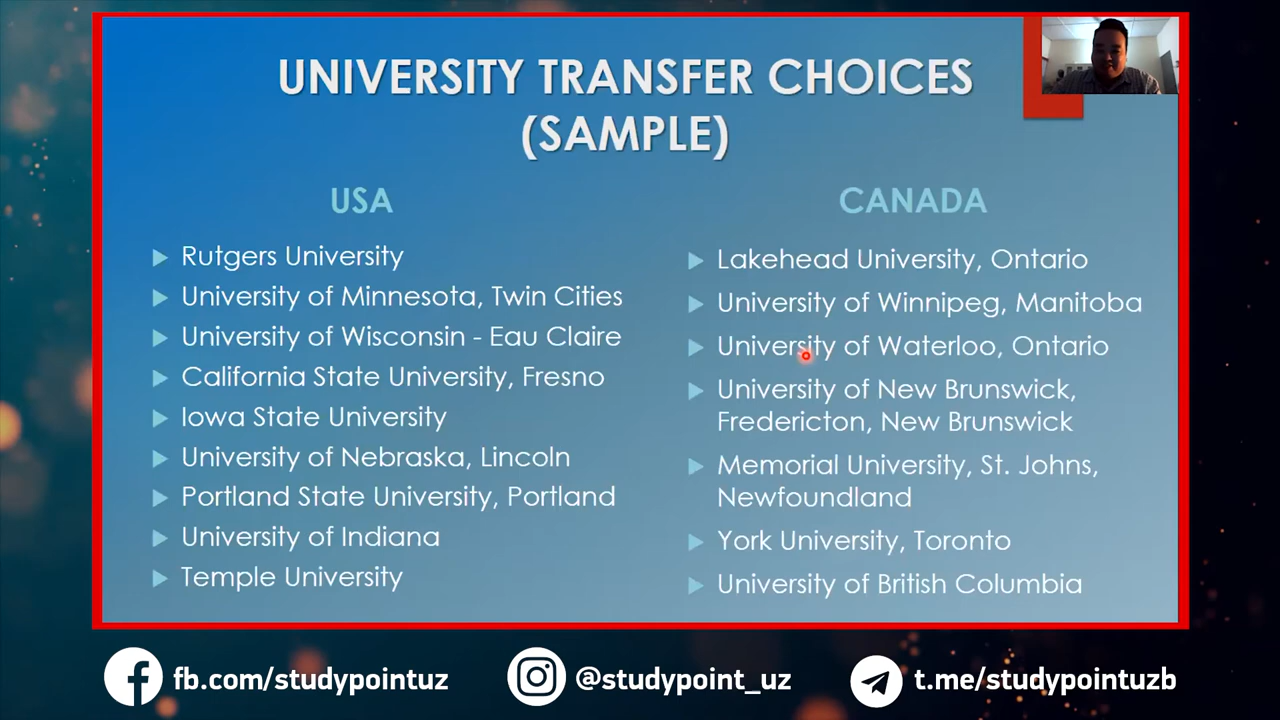 UNIVERSITY TRANSFER CHOICES
(SAMPLE)
USA
Rutgers University
University of Minnesota, Twin Cities
University of Wisconsin - Eau Claire
California State University, Fresno
Iowa State University
University of Nebraska, Lincoln
Portland State University, Portland
University of Indiana
Temple University
CANADA
Lakehead University, Ontario
University of Winnipeg, Manitoba
University of Waterloo, Ontario
University of New Brunswick,
Fredericton, New Brunswick
Memorial University, St. Johns,
Newfoundland
York University, Toronto
University of British Columbia
fb.com/studypointuz
@studypoint_uz
t.me/studypointuzb